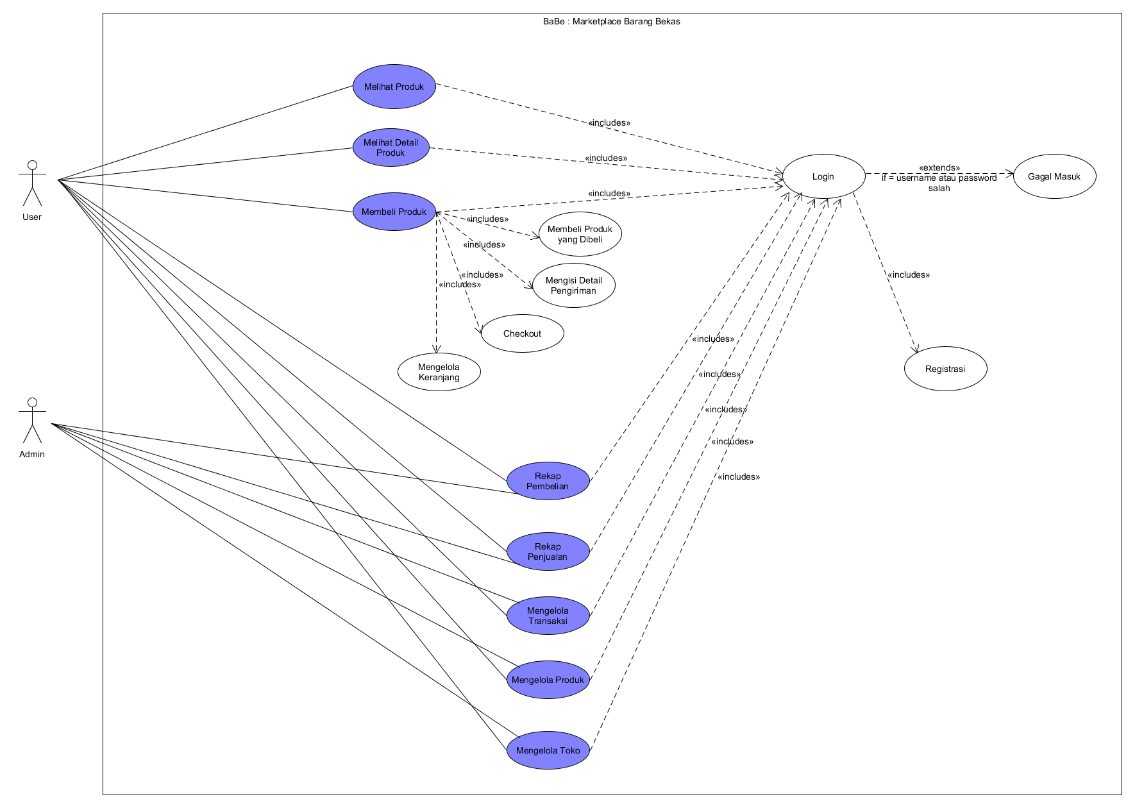 BaBe : Marketplace Barang Bekas
Melihat Produk
«includes»
Melihat Detail
Produk
«includes»
Login
«extends»
if = username atau password
salah
Gagal Masuk
User
Membeli Produk
«includes»
«includes»
Membeli Produk
yang Dibeli
«includes»
Mengisi Detail
Pengiriman
«includes»
«includes»
«includes»
Checkout
Mengelola
Keranjang
Registrasi
«includes»
«includes»
«includes»
«includes»
«includes»
Admin
Rekap
Pembelian
Rekap
Penjualan
Mengelola
Transaksi
Mengelola Produk
Mengelola Toko